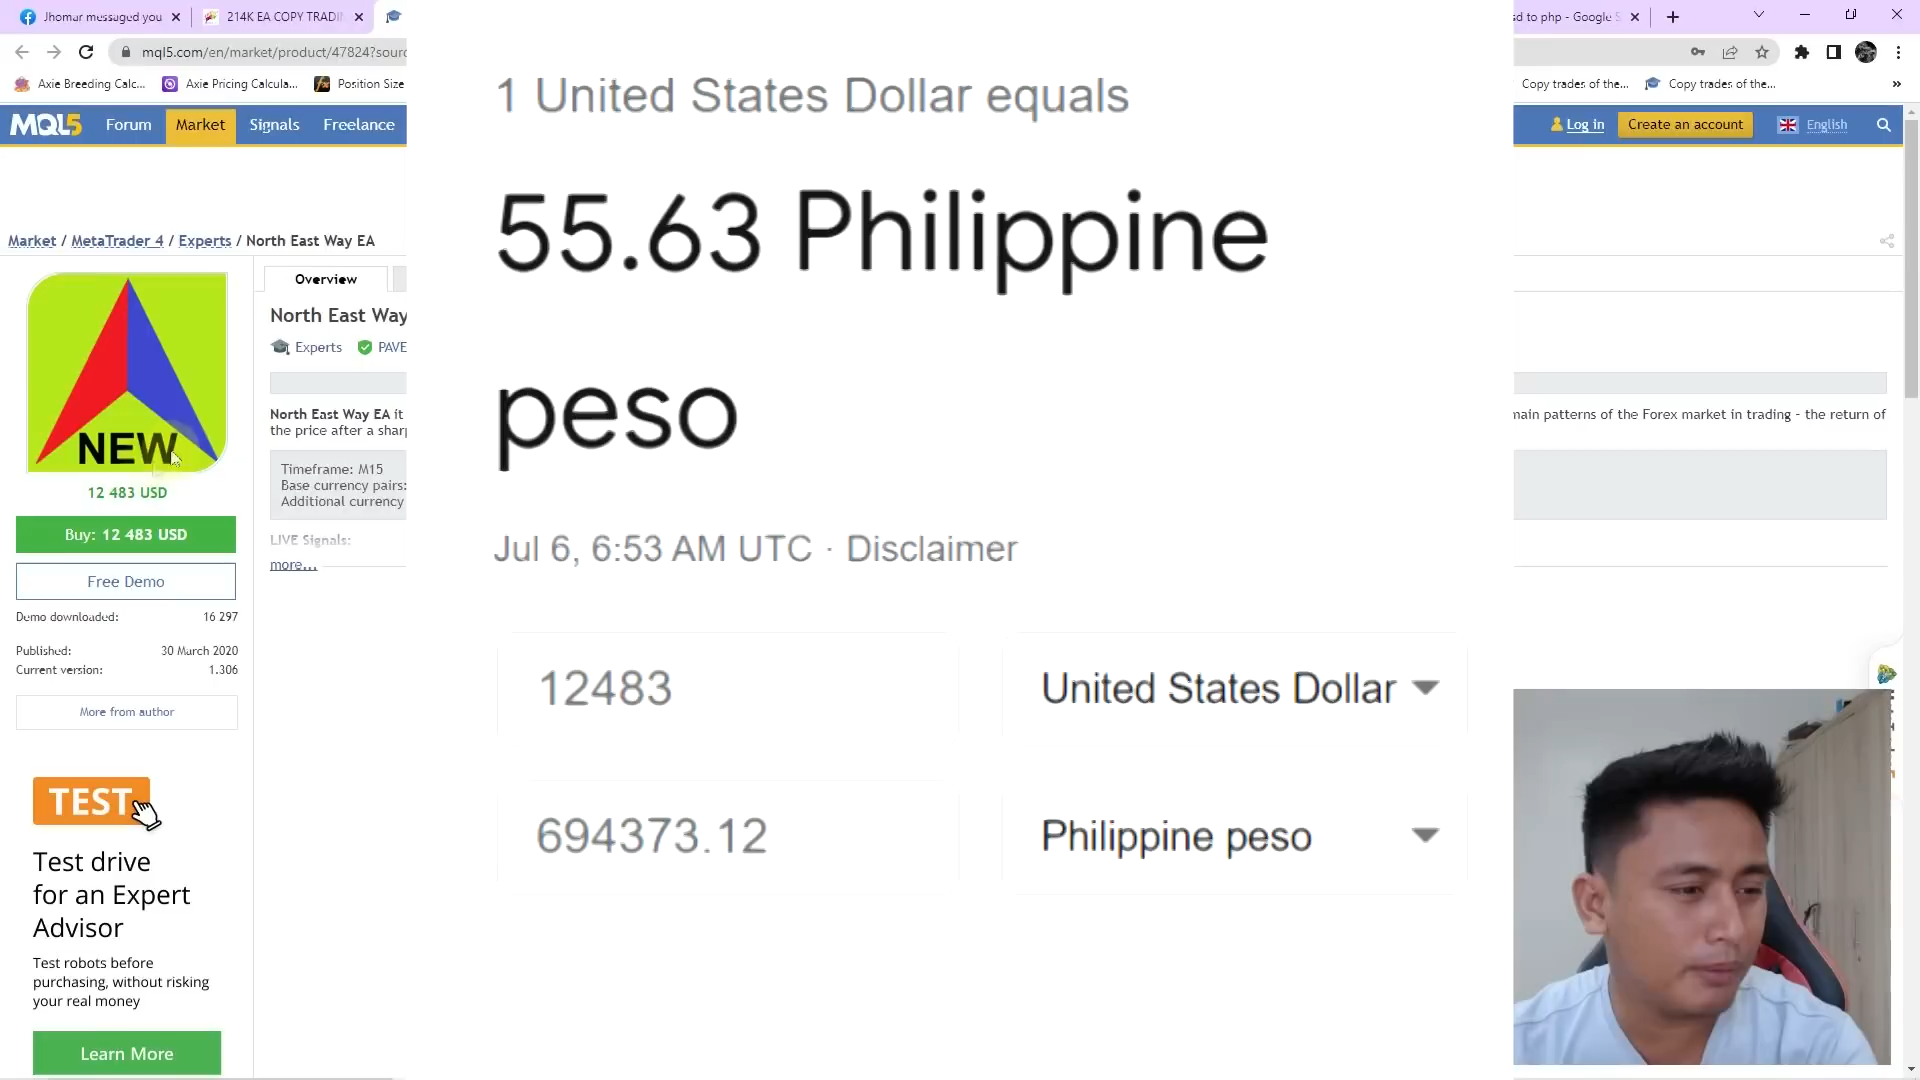 Jhomar messaged you
214K EA COPY TRADI
sd to php - Google S
mql5.com/en/market/product/47824?sourc
Axie Breeding Calc...
Axie Pricing Calcula...
Position Size
Copy trades of the...
Copy trades of the...
MQL5
Forum
Market
Signals
Freelance
Log in
Create an account
English
Market / MetaTrader 4 / Experts / North East Way EA
NEW
12 483 USD
Buy: 12 483 USD
Free Demo
Demo downloaded: 16 297
Published: 30 March 2020
Current version: 1.306
More from author
TEST
Test drive
for an Expert
Advisor
Test robots before
purchasing, without risking
your real money
Learn More
Overview
North East Way
Experts
PAVE
North East Way EA it
main patterns of the Forex market in trading - the return of
the price after a sharp
Timeframe: M15
Base currency pairs:
Additional currency
LIVE Signals:
more...
1 United States Dollar equals
55.63 Philippine
peso
Jul 6, 6:53 AM UTC · Disclaimer
12483
United States Dollar
694373.12
Philippine peso